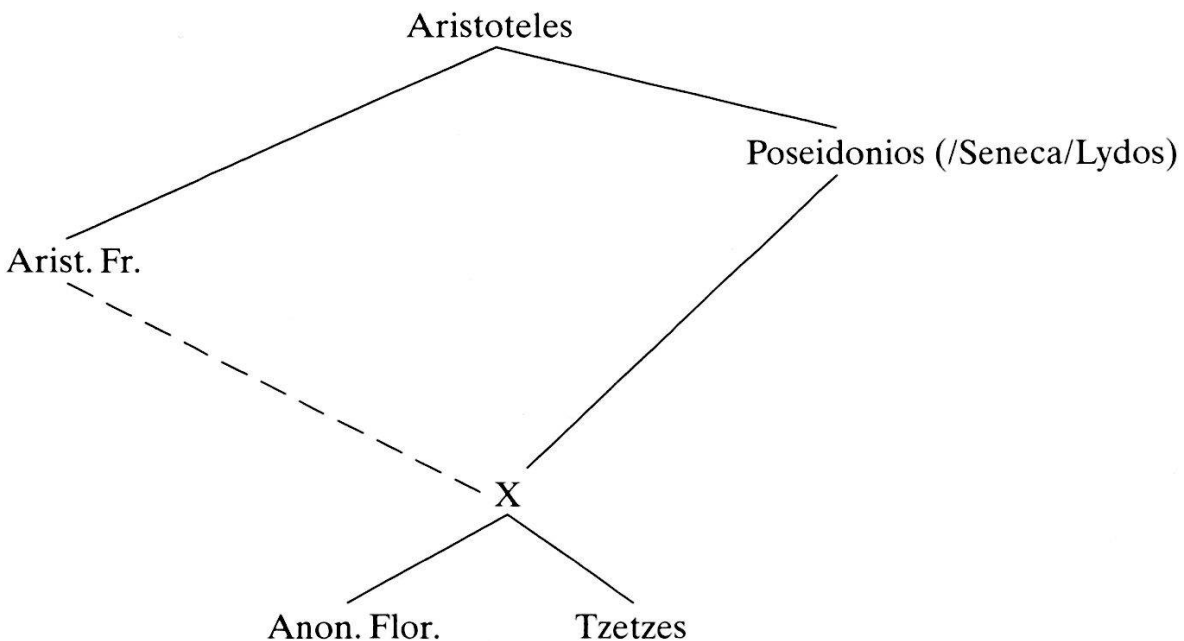 Aristoteles
Poseidonios (/Seneca/Lydos)
Arist. Fr.
X
Anon. Flor.
Tzetzes